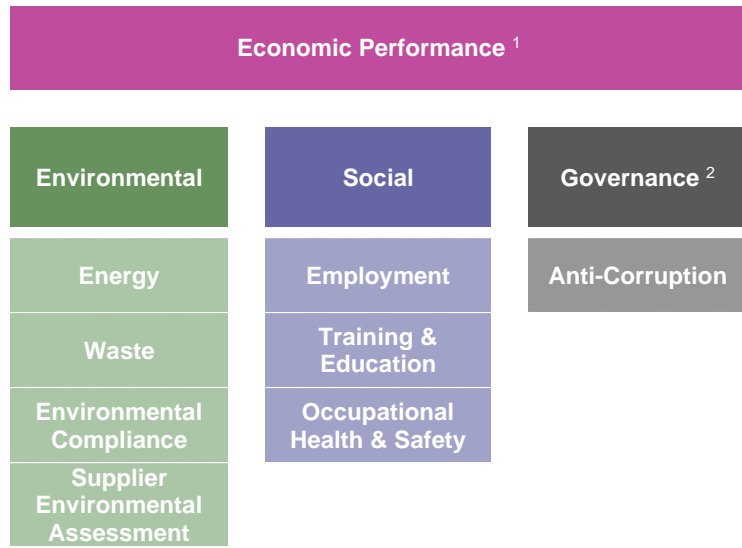 Economic Performance 1
Environmental
Social
Governance 2
Energy
Employment
Anti-Corruption
Waste
Training &
Education
Environmental
Compliance
Occupational
Health & Safety
Supplier
Environmental
Assessment